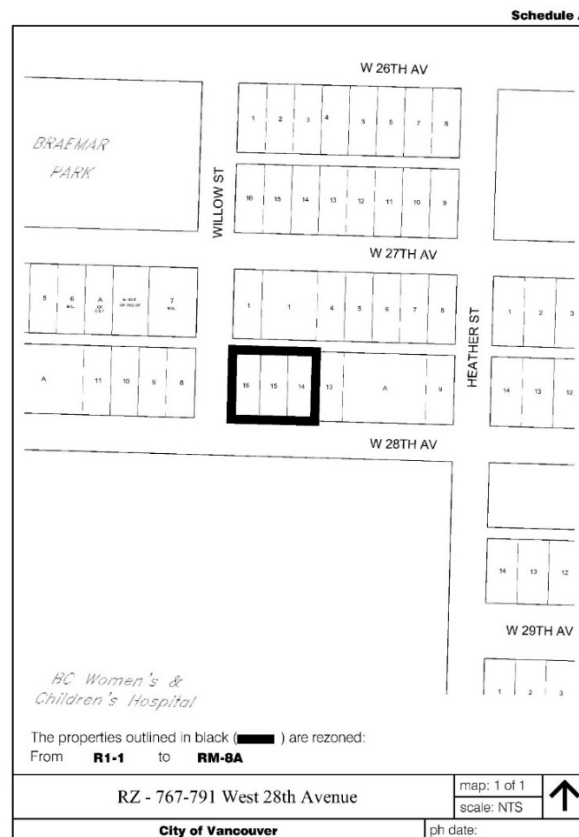 Schedule A
W 26TH AV
1 2 3 4 5 6 7 8
BRAEMAR
PARK
WILLOW ST
16 15 14 13 12 11 10 9
W 27TH AV
5 6 A 7
1 1 4 5 6 7 8
1 2 3
HEATHER ST
A 11 10 9 8
16 15 14 13 A 9
14 13 12
W 28TH AV
14 13 12
W 29TH AV
1 2 3
BC Women's &
Children's Hospital
The properties outlined in black ( ) are rezoned:
From R1-1 to RM-8A
RZ - 767-791 West 28th Avenue
map: 1 of 1
scale: NTS
City of Vancouver
ph date: